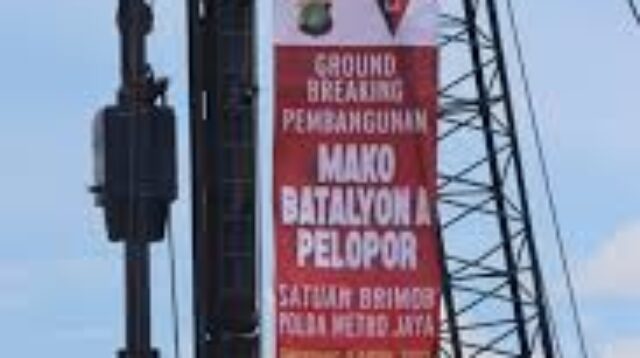 GROUND
BREAKING
PEMBANGUNAN
MAKO
BATALYON A
PELOPOR
SATUAN BRIMOB
POLDA METRO JAYA